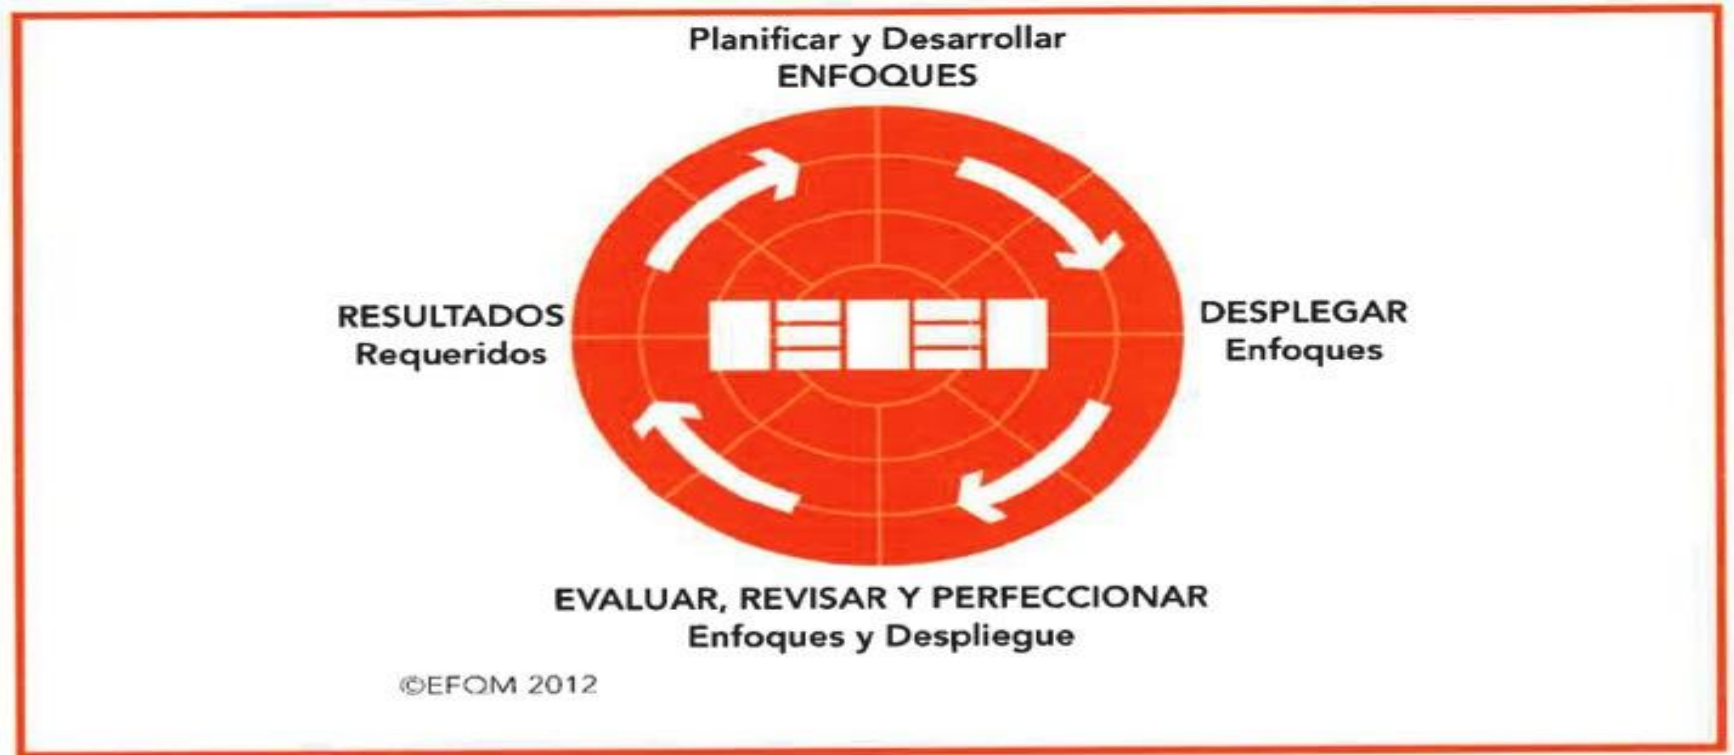 Planificar y Desarrollar
ENFOQUES
RESULTADOS
Requeridos
DESPLEGAR
Enfoques
EVALUAR, REVISAR Y PERFECCIONAR
Enfoques y Despliegue
©EFQM 2012